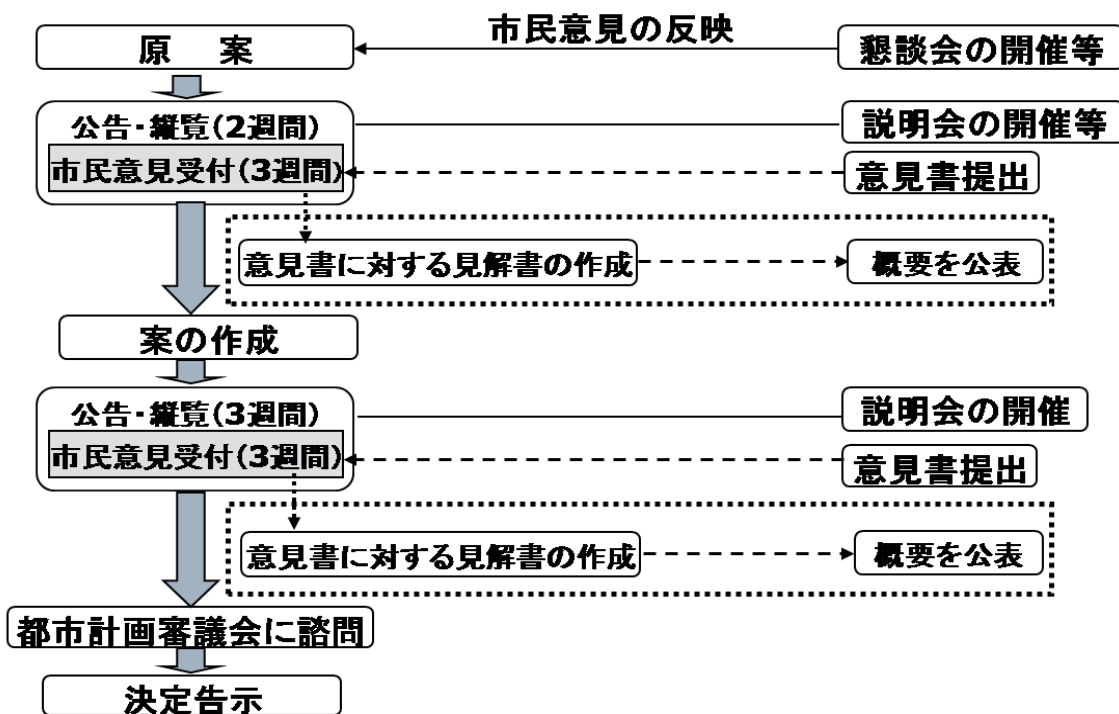 市民意見の反映
原　案
懇談会の開催等
公告・縦覧(2週間)
説明会の開催等
市民意見受付(3週間)
意見書提出
意見書に対する見解書の作成
概要を公表
案の作成
公告・縦覧(3週間)
説明会の開催
市民意見受付(3週間)
意見書提出
意見書に対する見解書の作成
概要を公表
都市計画審議会に諮問
決定告示